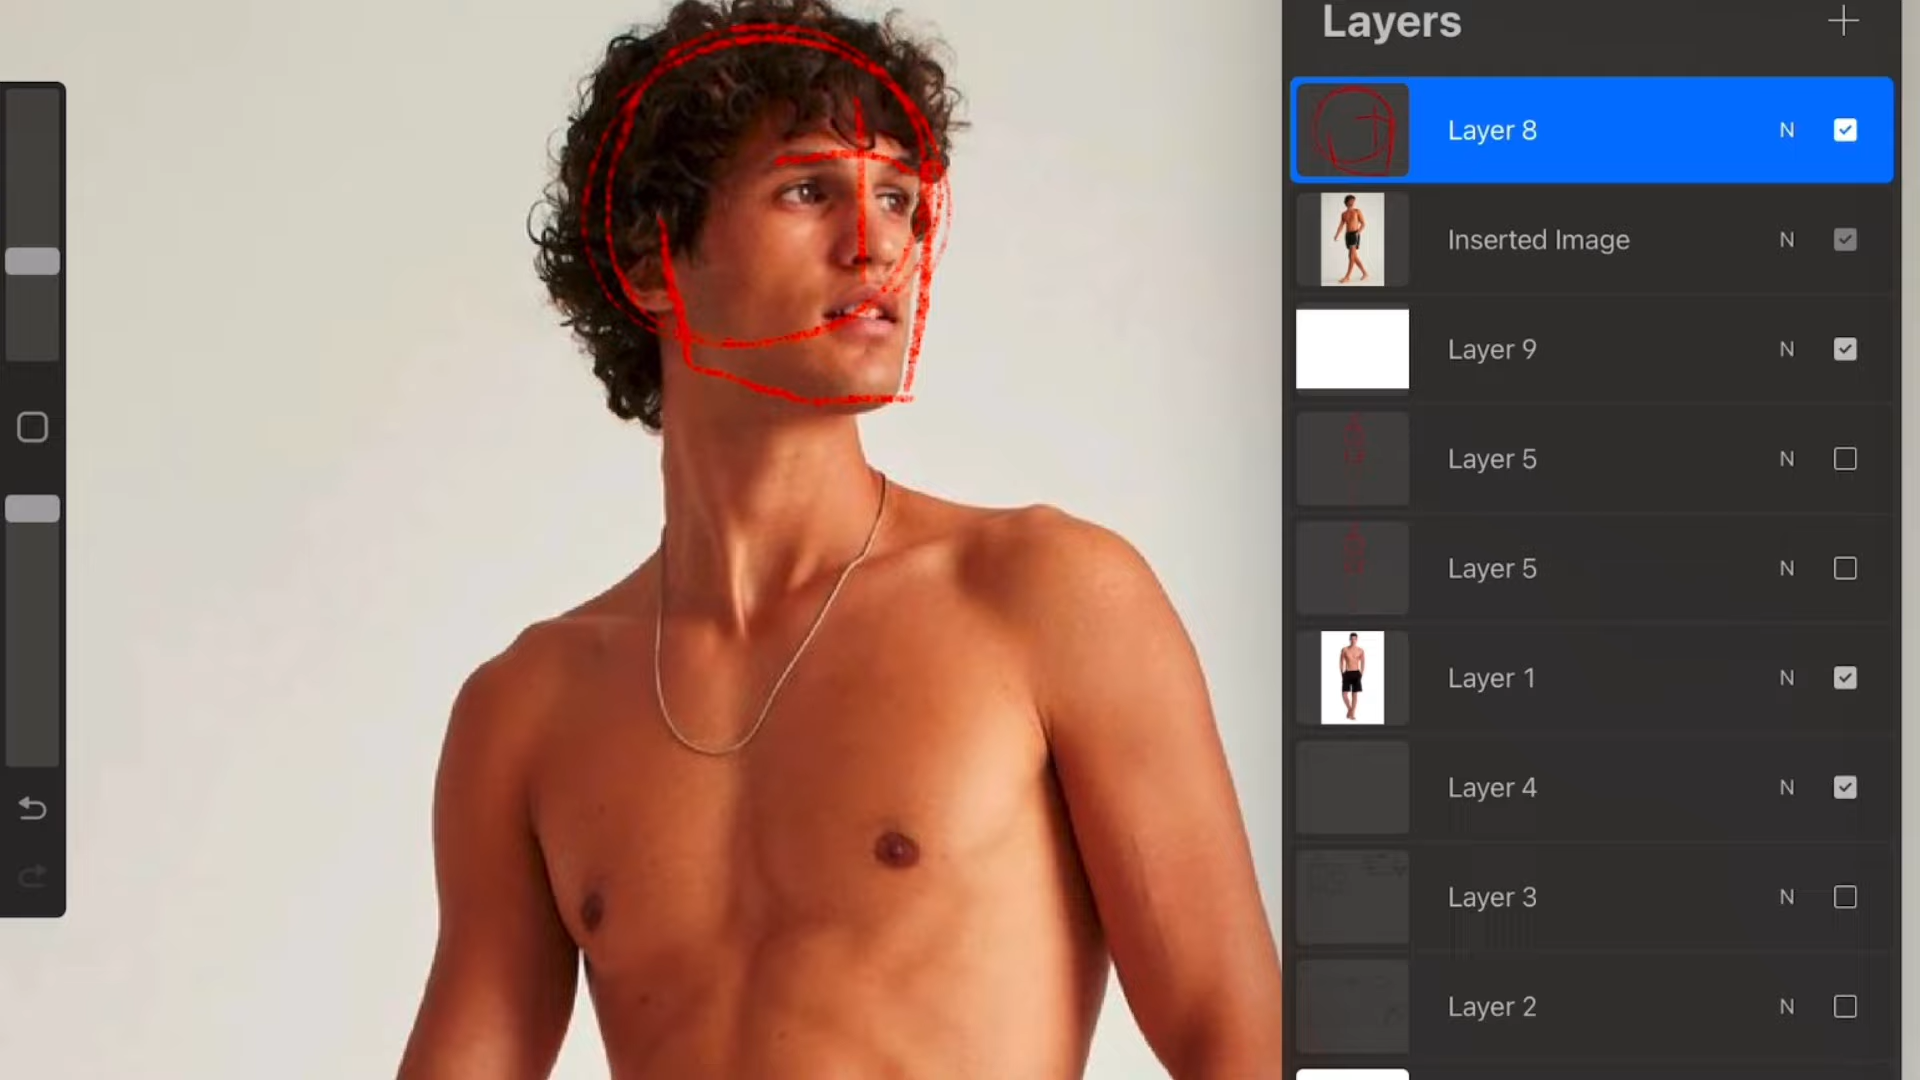 Layers
Layer 8 N
Inserted Image N
Layer 9 N
Layer 5 N
Layer 5 N
Layer 1 N
Layer 4 N
Layer 3 N
Layer 2 N